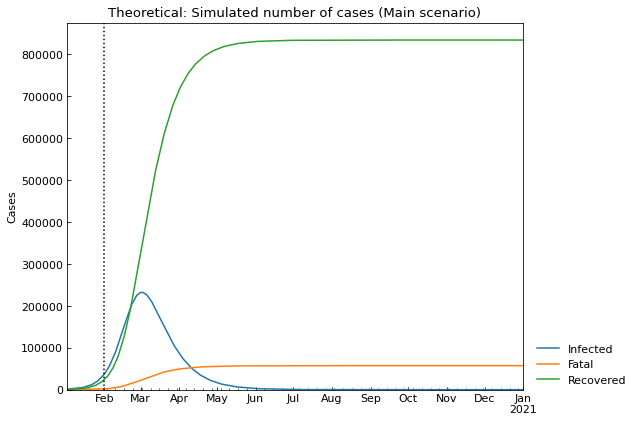 Theoretical: Simulated number of cases (Main scenario)
Cases
800000
700000
600000
500000
400000
300000
200000
100000
0
Feb Mar Apr May Jun Jul Aug Sep Oct Nov Dec Jan
2021
Infected
Fatal
Recovered